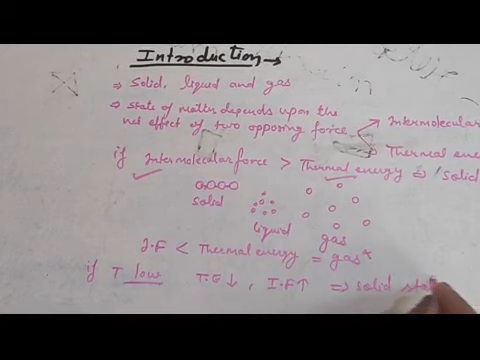 Introduction →
⇒ Solid, liquid and gas
⇒ State of matter depends upon the
net effect of two opposing force
Intermolecular
Thermal ene
if Intermolecular force > Thermal energy ⇒ Solid
solid
liquid
gas
I.F < Thermal energy = gas
if T low T.E ↓, I.F ↑ ⇒ solid stat